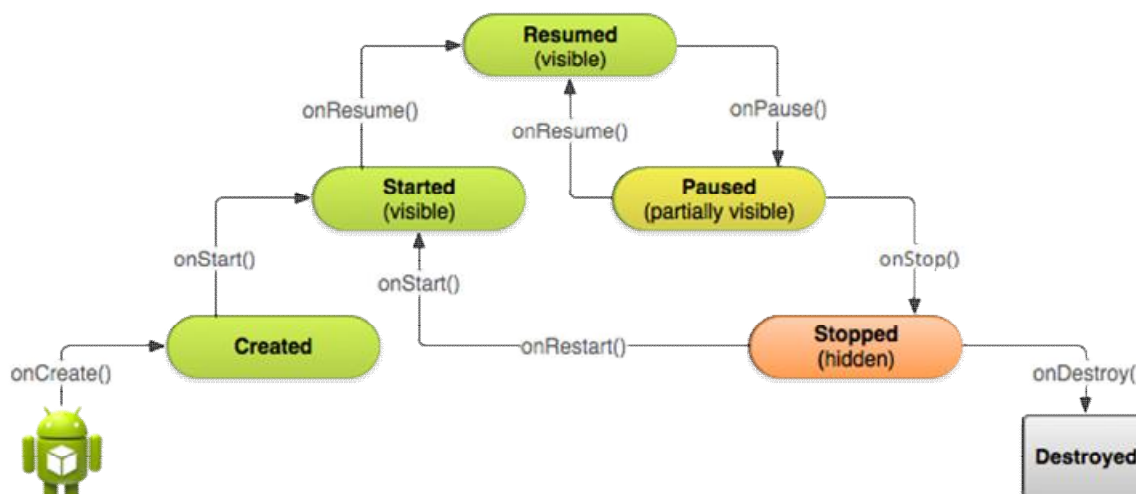 Resumed
(visible)
onResume()
onResume()
onPause()
Started
(visible)
Paused
(partially visible)
onStart()
onStart()
onStop()
Created
onRestart()
Stopped
(hidden)
onCreate()
onDestroy(
Destroyed